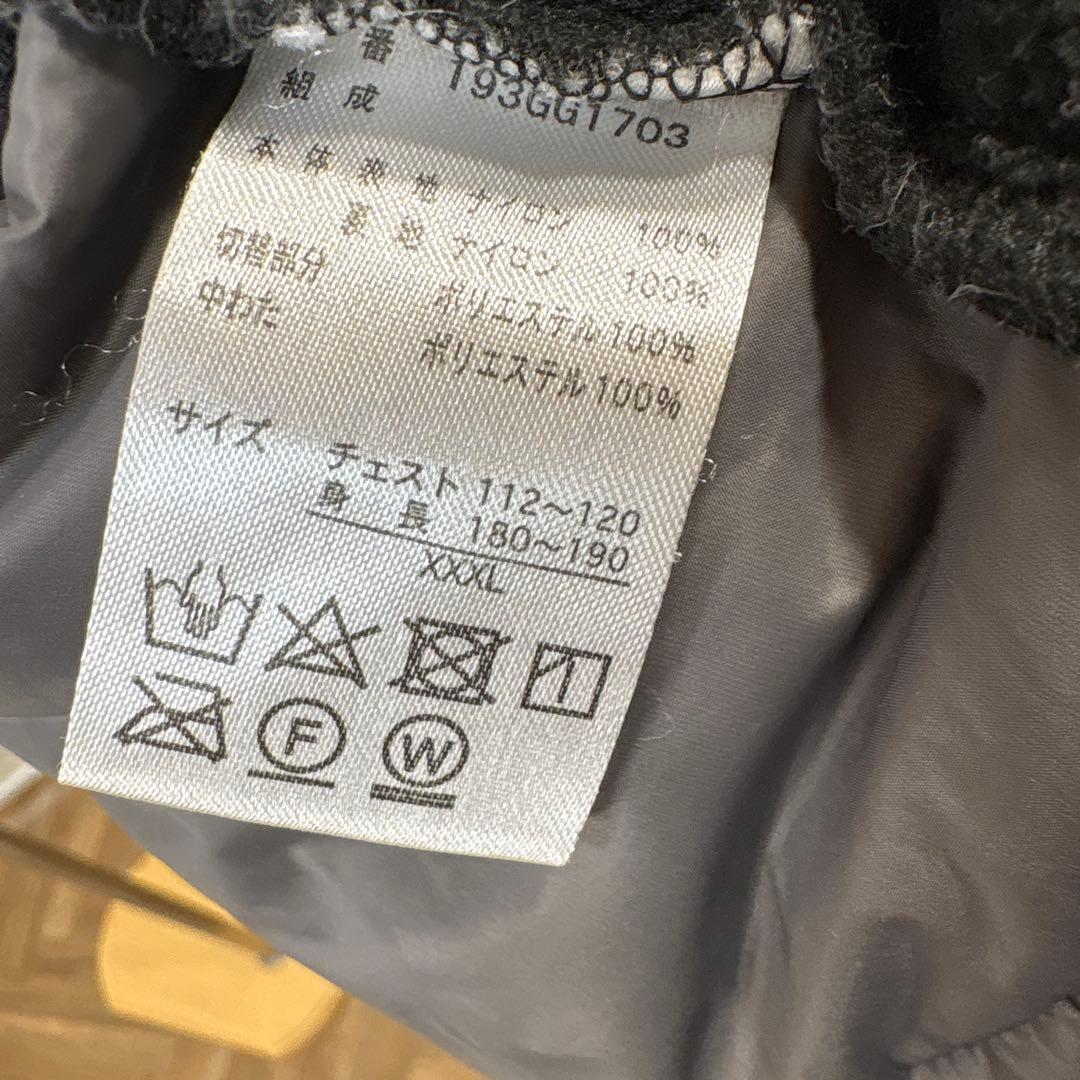 番 193GG1703
組成
本体表地 ナイロン 100%
裏地 ナイロン 100%
切替部分 ポリエステル100%
中わた ポリエステル100%
サイズ チェスト 112～120
身長 180～190
XXXL
F W